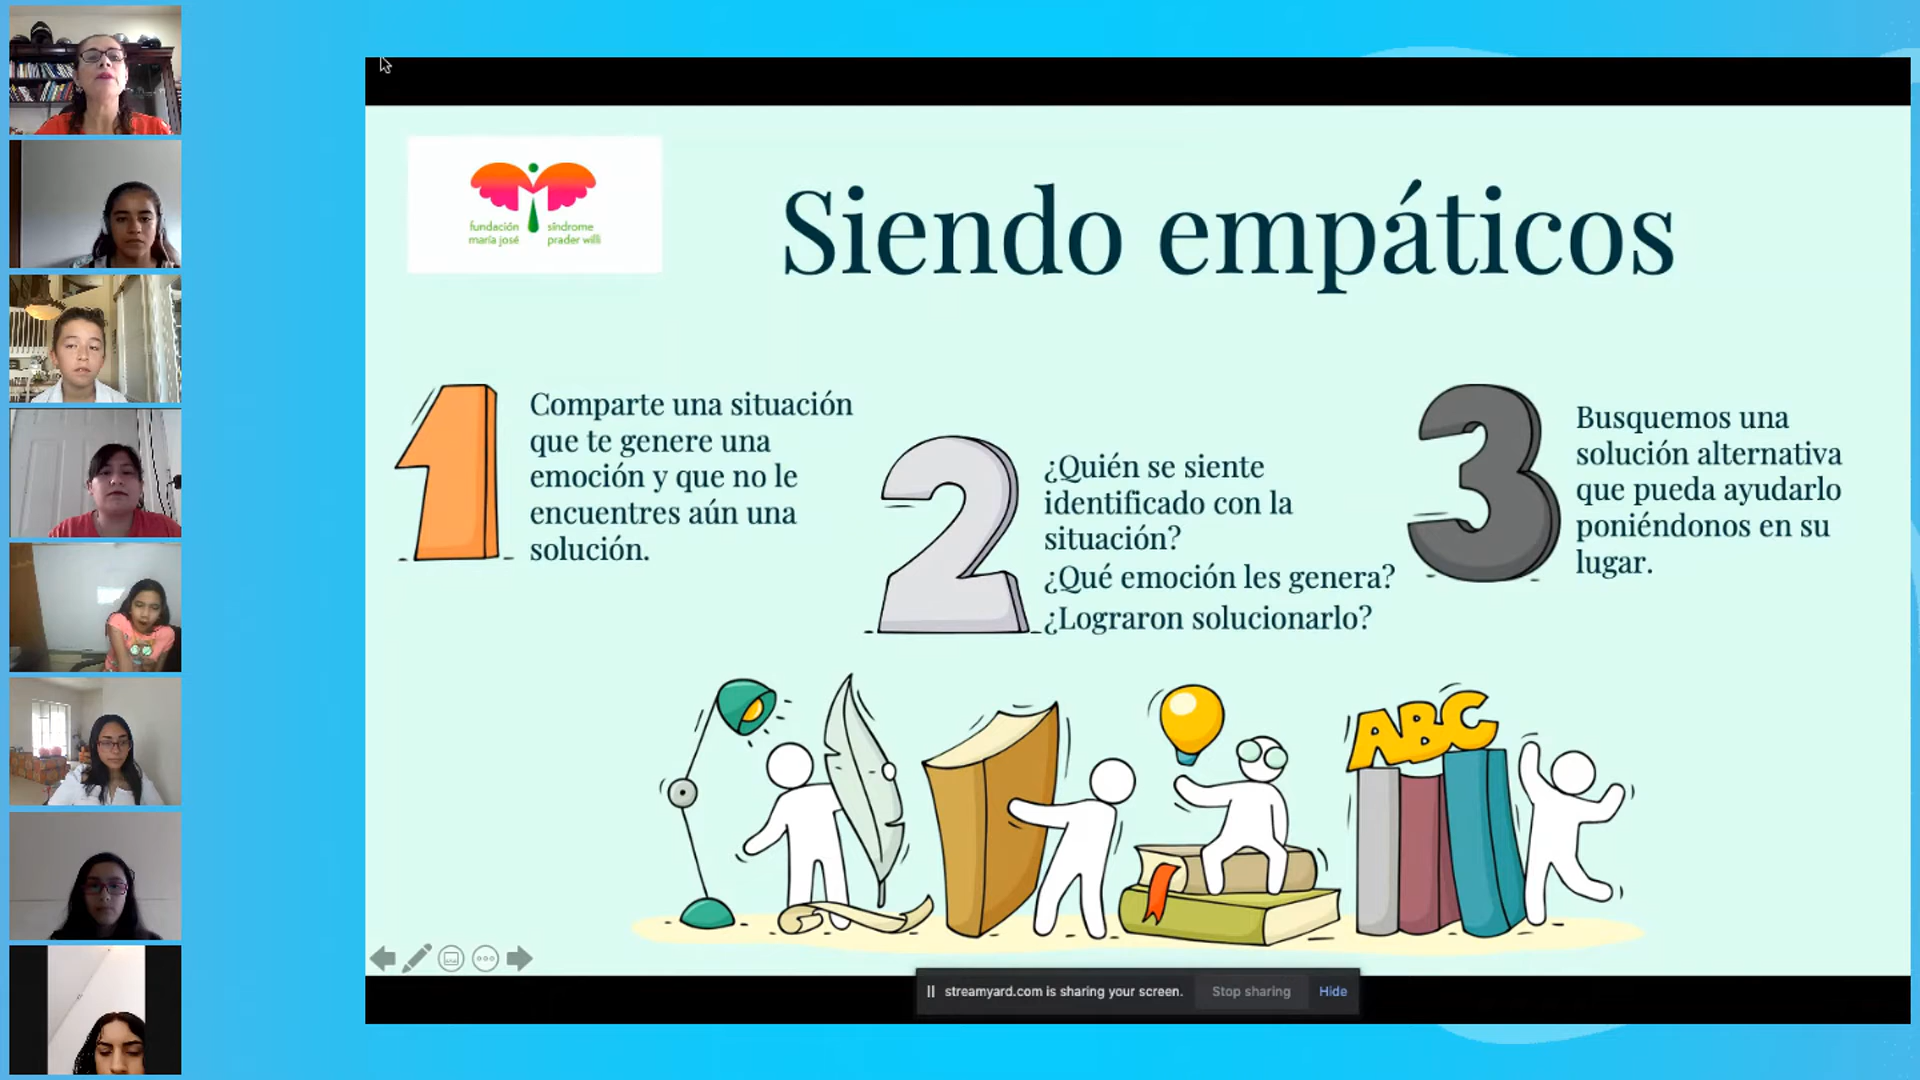 fundación síndrome
maría josé prader willi
Siendo empáticos
1
Comparte una situación
que te genere una
emoción y que no le
encuentres aún una
solución.
2
¿Quién se siente
identificado con la
situación?
¿Qué emoción les genera?
¿Lograron solucionarlo?
3
Busquemos una
solución alternativa
que pueda ayudarlo
poniéndonos en su
lugar.
ABC
streamyard.com is sharing your screen. Stop sharing Hide